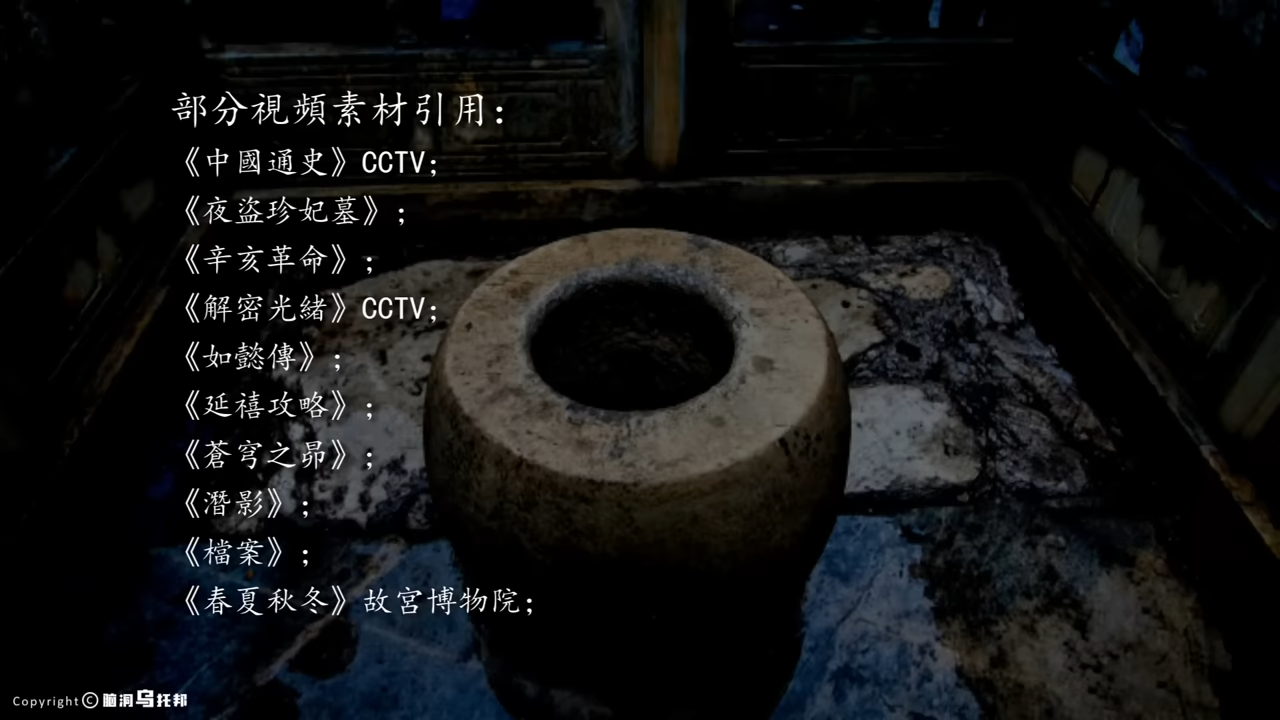 部分視頻素材引用：
《中國通史》CCTV；
《夜盜珍妃墓》；
《辛亥革命》；
《解密光緒》CCTV；
《如懿傳》；
《延禧攻略》；
《蒼穹之昴》；
《潛影》；
《檔案》；
《春夏秋冬》故宮博物院；
Copyright © 脑洞乌托邦